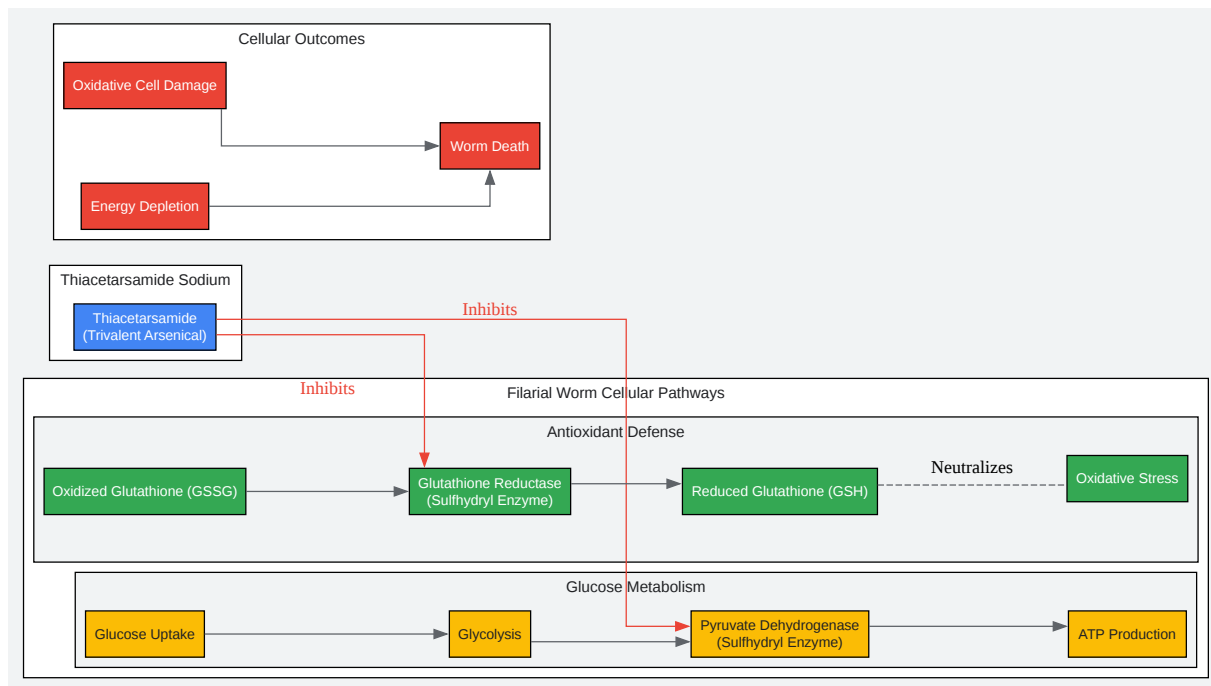 Cellular Outcomes
Oxidative Cell Damage
Worm Death
Energy Depletion
Thiacetarsamide Sodium
Thiacetarsamide
(Trivalent Arsenical)
Inhibits
Inhibits
Filarial Worm Cellular Pathways
Antioxidant Defense
Oxidized Glutathione (GSSG)
Glutathione Reductase
(Sulfhydryl Enzyme)
Reduced Glutathione (GSH)
Neutralizes
Oxidative Stress
Glucose Metabolism
Glucose Uptake
Glycolysis
Pyruvate Dehydrogenase
(Sulfhydryl Enzyme)
ATP Production